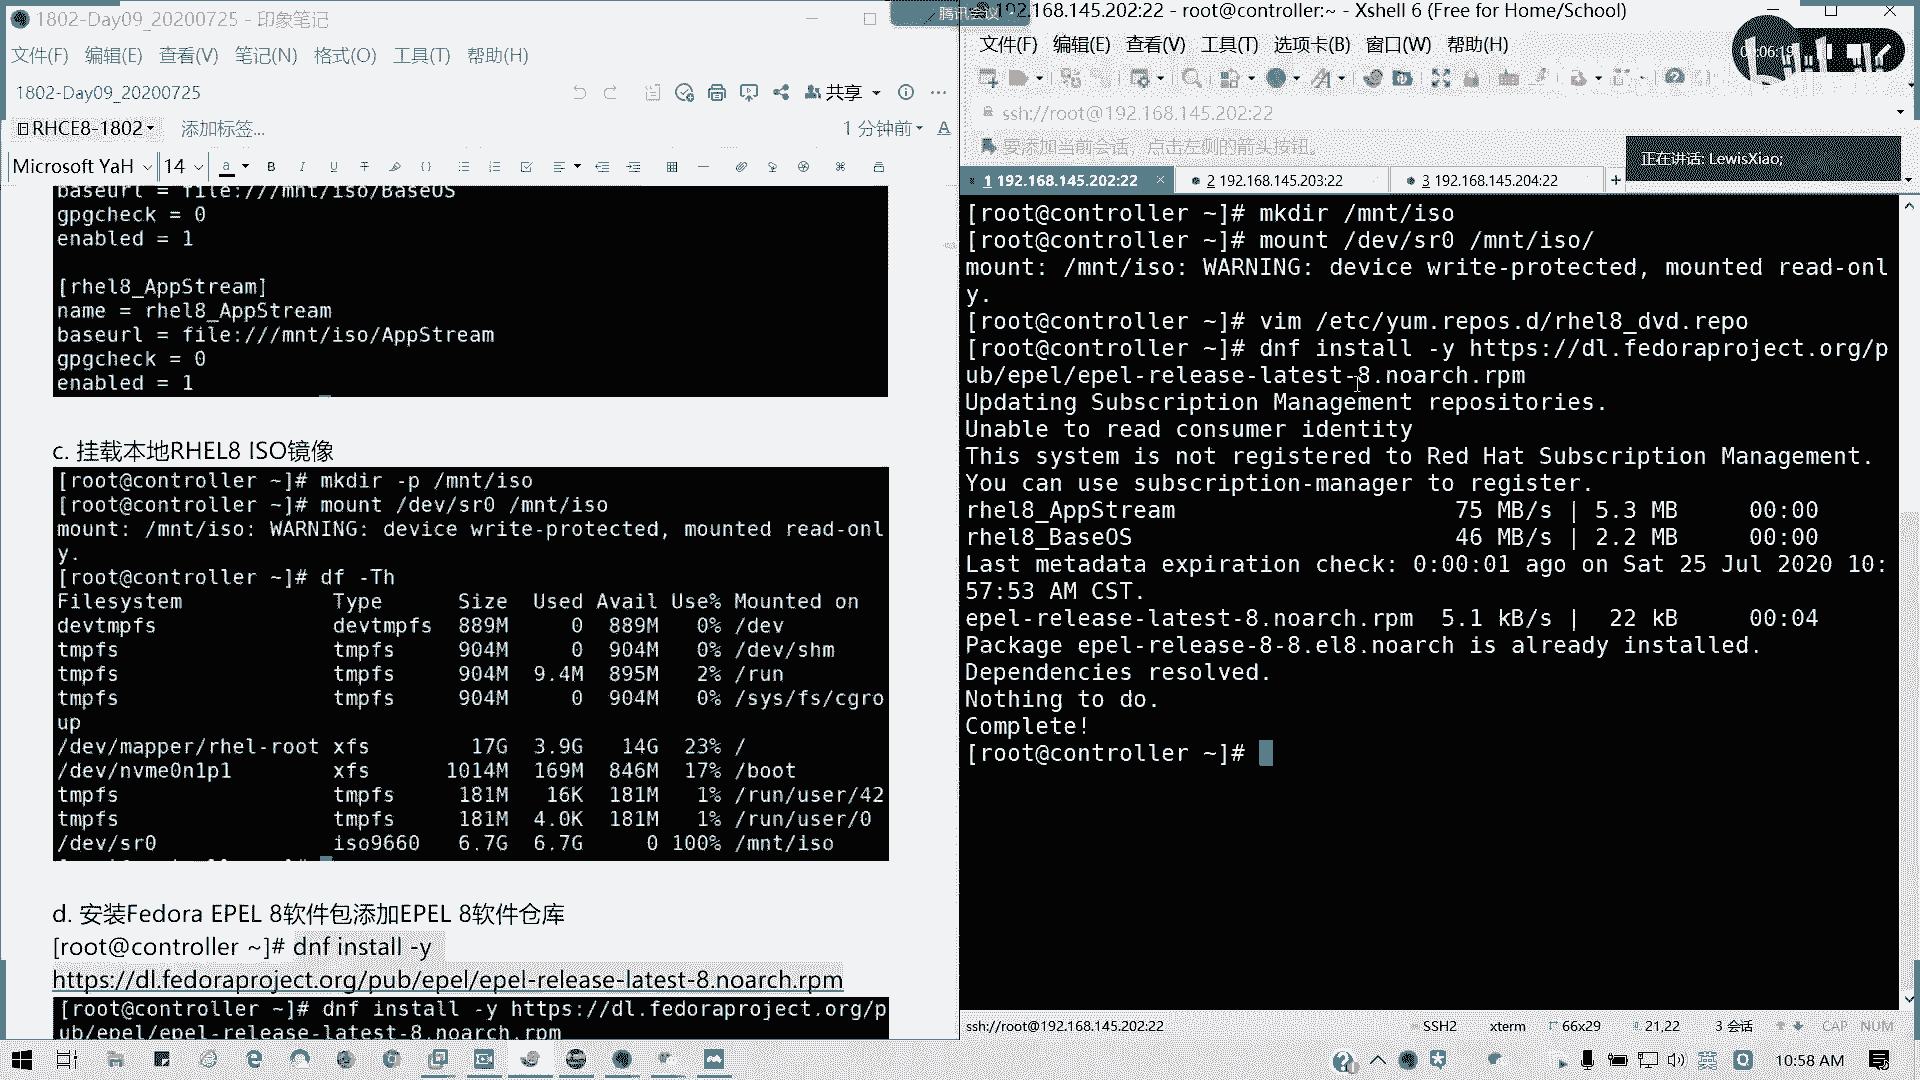 1802-Day09_20200725 - 印象笔记
文件(F) 编辑(E) 查看(V) 笔记(N) 格式(O) 工具(T) 帮助(H)
1802-Day09_20200725
共享
RHCE8-1802
添加标签...
1 分钟前
Microsoft YaH
14
baseurl = file:///mnt/iso/BaseOS
gpgcheck = 0
enabled = 1
[rhel8_AppStream]
name = rhel8_AppStream
baseurl = file:///mnt/iso/AppStream
gpgcheck = 0
enabled = 1
c. 挂载本地RHEL8 ISO镜像
[root@controller ~]# mkdir -p /mnt/iso
[root@controller ~]# mount /dev/sr0 /mnt/iso
mount: /mnt/iso: WARNING: device write-protected, mounted read-onl
y.
[root@controller ~]# df -Th
Filesystem Type Size Used Avail Use% Mounted on
devtmpfs devtmpfs 889M 0 889M 0% /dev
tmpfs tmpfs 904M 0 904M 0% /dev/shm
tmpfs tmpfs 904M 9.4M 895M 2% /run
tmpfs tmpfs 904M 0 904M 0% /sys/fs/cgro
up
/dev/mapper/rhel-root xfs 17G 3.9G 14G 23% /
/dev/nvme0n1p1 xfs 1014M 169M 846M 17% /boot
tmpfs tmpfs 181M 16K 181M 1% /run/user/42
tmpfs tmpfs 181M 4.0K 181M 1% /run/user/0
/dev/sr0 iso9660 6.7G 6.7G 0 100% /mnt/iso
d. 安装Fedora EPEL 8软件包添加EPEL 8软件仓库
[root@controller ~]# dnf install -y
https://dl.fedoraproject.org/pub/epel/epel-release-latest-8.noarch.rpm
[root@controller ~]# dnf install -y https://dl.fedoraproject.org/p
ub/epel/epel-release-latest-8.noarch.rpm
腾讯会议
192.168.145.202:22 - root@controller:~ - Xshell 6 (Free for Home/School)
文件(F) 编辑(E) 查看(V) 工具(T) 选项卡(B) 窗口(W) 帮助(H)
ssh://root@192.168.145.202:22
要添加当前会话，点击左侧的箭头按钮。
正在讲话: LewisXiao;
1 192.168.145.202:22
2 192.168.145.203:22
3 192.168.145.204:22
[root@controller ~]# mkdir /mnt/iso
[root@controller ~]# mount /dev/sr0 /mnt/iso/
mount: /mnt/iso: WARNING: device write-protected, mounted read-onl
y.
[root@controller ~]# vim /etc/yum.repos.d/rhel8_dvd.repo
[root@controller ~]# dnf install -y https://dl.fedoraproject.org/p
ub/epel/epel-release-latest-8.noarch.rpm
Updating Subscription Management repositories.
Unable to read consumer identity
This system is not registered to Red Hat Subscription Management.
You can use subscription-manager to register.
rhel8_AppStream 75 MB/s | 5.3 MB 00:00
rhel8_BaseOS 46 MB/s | 2.2 MB 00:00
Last metadata expiration check: 0:00:01 ago on Sat 25 Jul 2020 10:
57:53 AM CST.
epel-release-latest-8.noarch.rpm 5.1 kB/s | 22 kB 00:04
Package epel-release-8-8.el8.noarch is already installed.
Dependencies resolved.
Nothing to do.
Complete!
[root@controller ~]#
ssh://root@192.168.145.202:22
SSH2 xterm 66x29 21,22 3 会话 CAP NUM
英
10:58 AM